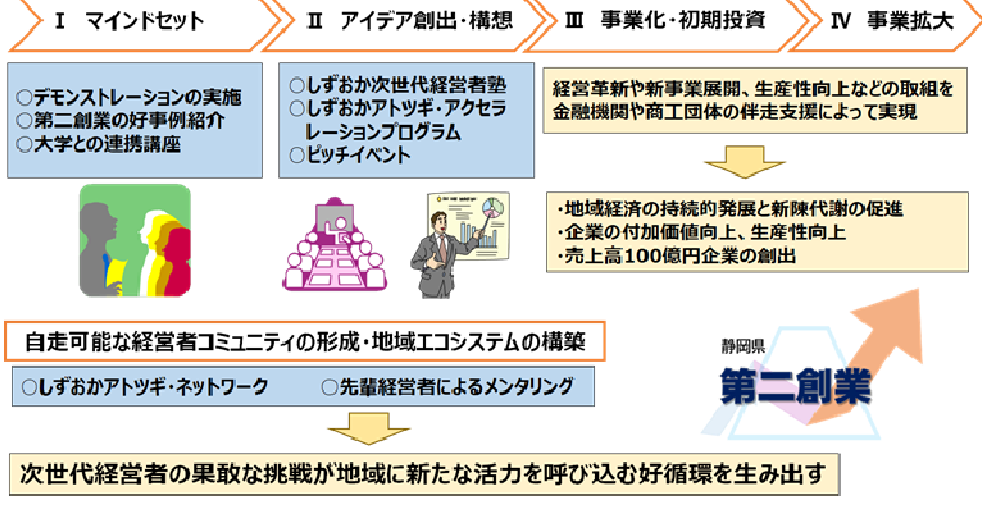 Ⅰ マインドセット
Ⅱ アイデア創出・構想
Ⅲ 事業化・初期投資
Ⅳ 事業拡大
○デモンストレーションの実施
○第二創業の好事例紹介
○大学との連携講座
○しずおか次世代経営者塾
○しずおかアトツギ・アクセラ
レーションプログラム
○ピッチイベント
経営革新や新事業展開、生産性向上などの取組を
金融機関や商工団体の伴走支援によって実現
・地域経済の持続的発展と新陳代謝の促進
・企業の付加価値向上、生産性向上
・売上高100億円企業の創出
自走可能な経営者コミュニティの形成・地域エコシステムの構築
○しずおかアトツギ・ネットワーク
○先輩経営者によるメンタリング
静岡県
第二創業
次世代経営者の果敢な挑戦が地域に新たな活力を呼び込む好循環を生み出す